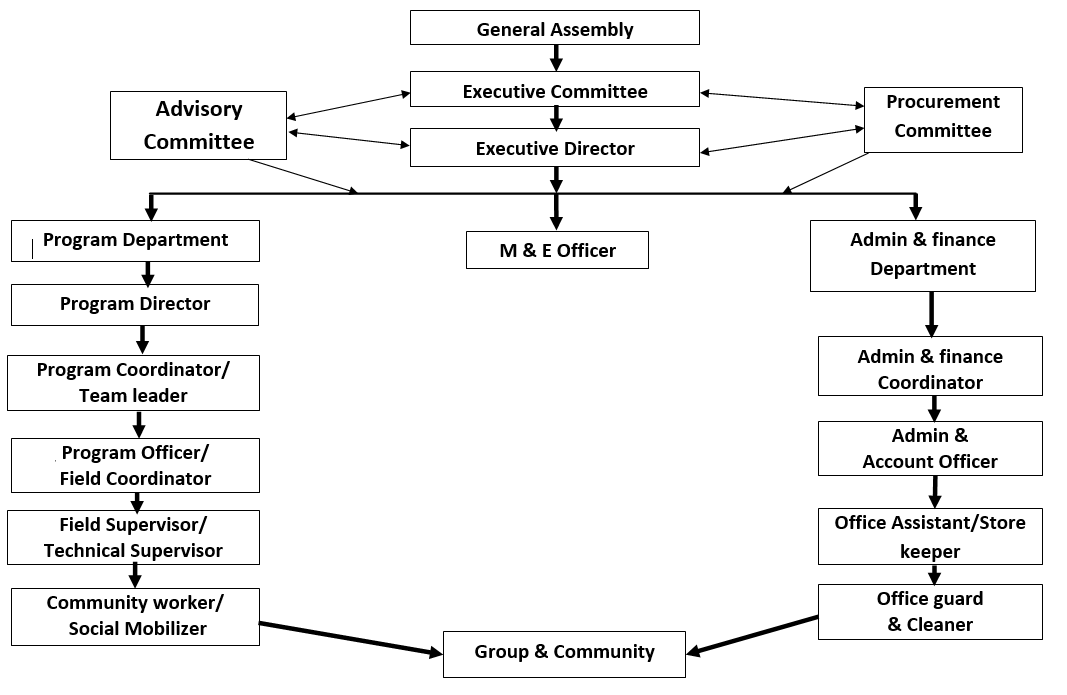 General Assembly
Executive Committee
Executive Director
Advisory
Committee
Procurement
Committee
Program Department
M & E Officer
Admin & finance
Department
Program Director
Program Coordinator/
Team leader
Program Officer/
Field Coordinator
Field Supervisor/
Technical Supervisor
Community worker/
Social Mobilizer
Admin & finance
Coordinator
Admin &
Account Officer
Office Assistant/Store
keeper
Office guard
& Cleaner
Group & Community